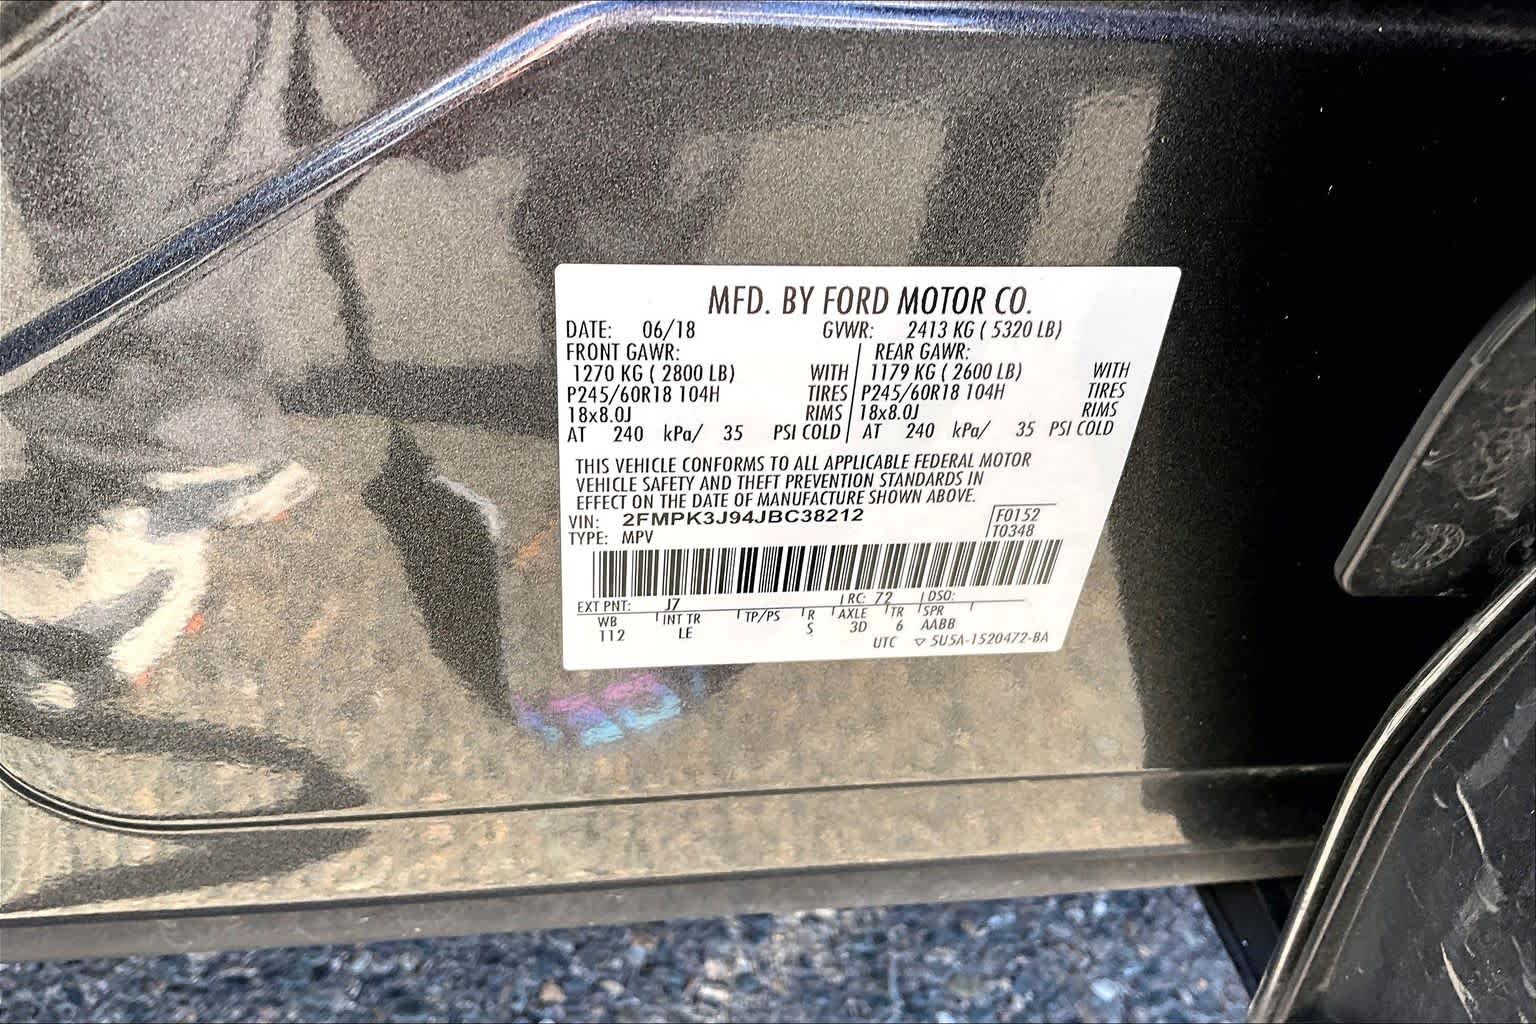 MFD. BY FORD MOTOR CO.
DATE: 06/18 GVWR: 2413 KG ( 5320 LB)
FRONT GAWR: REAR GAWR:
1270 KG ( 2800 LB) WITH 1179 KG ( 2600 LB) WITH
P245/60R18 104H TIRES P245/60R18 104H TIRES
18x8.0J RIMS 18x8.0J RIMS
AT 240 kPa/ 35 PSI COLD AT 240 kPa/ 35 PSI COLD
THIS VEHICLE CONFORMS TO ALL APPLICABLE FEDERAL MOTOR
VEHICLE SAFETY AND THEFT PREVENTION STANDARDS IN
EFFECT ON THE DATE OF MANUFACTURE SHOWN ABOVE.
VIN: 2FMPK3J94JBC38212 F0152
TYPE: MPV T0348
EXT PNT: J7 RC: 72 DSO:
WB INT TR TP/PS R AXLE TR SPR
112 LE S 3D 6 AABB
UTC ▽ 5U5A-1520472-BA